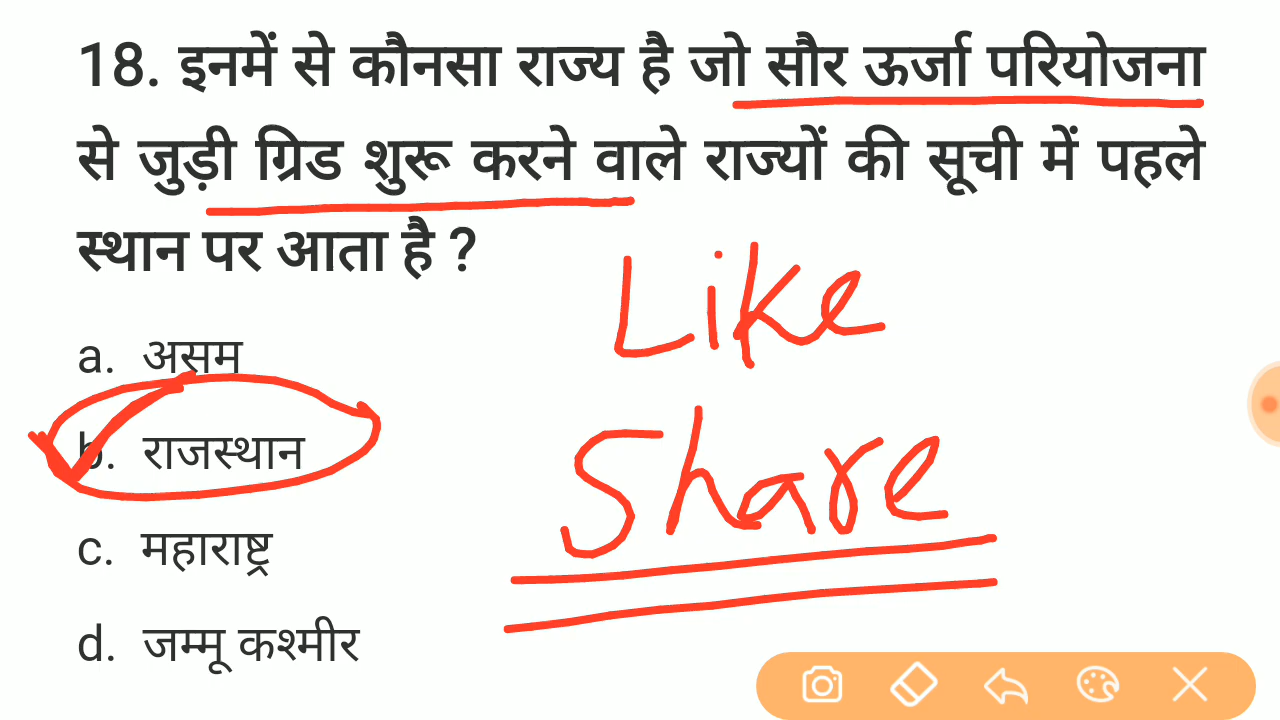 18. इनमें से कौनसा राज्य है जो सौर ऊर्जा परियोजना
से जुड़ी ग्रिड शुरू करने वाले राज्यों की सूची में पहले
स्थान पर आता है ?
Like
a. असम
b. राजस्थान
Share
c. महाराष्ट्र
d. जम्मू कश्मीर